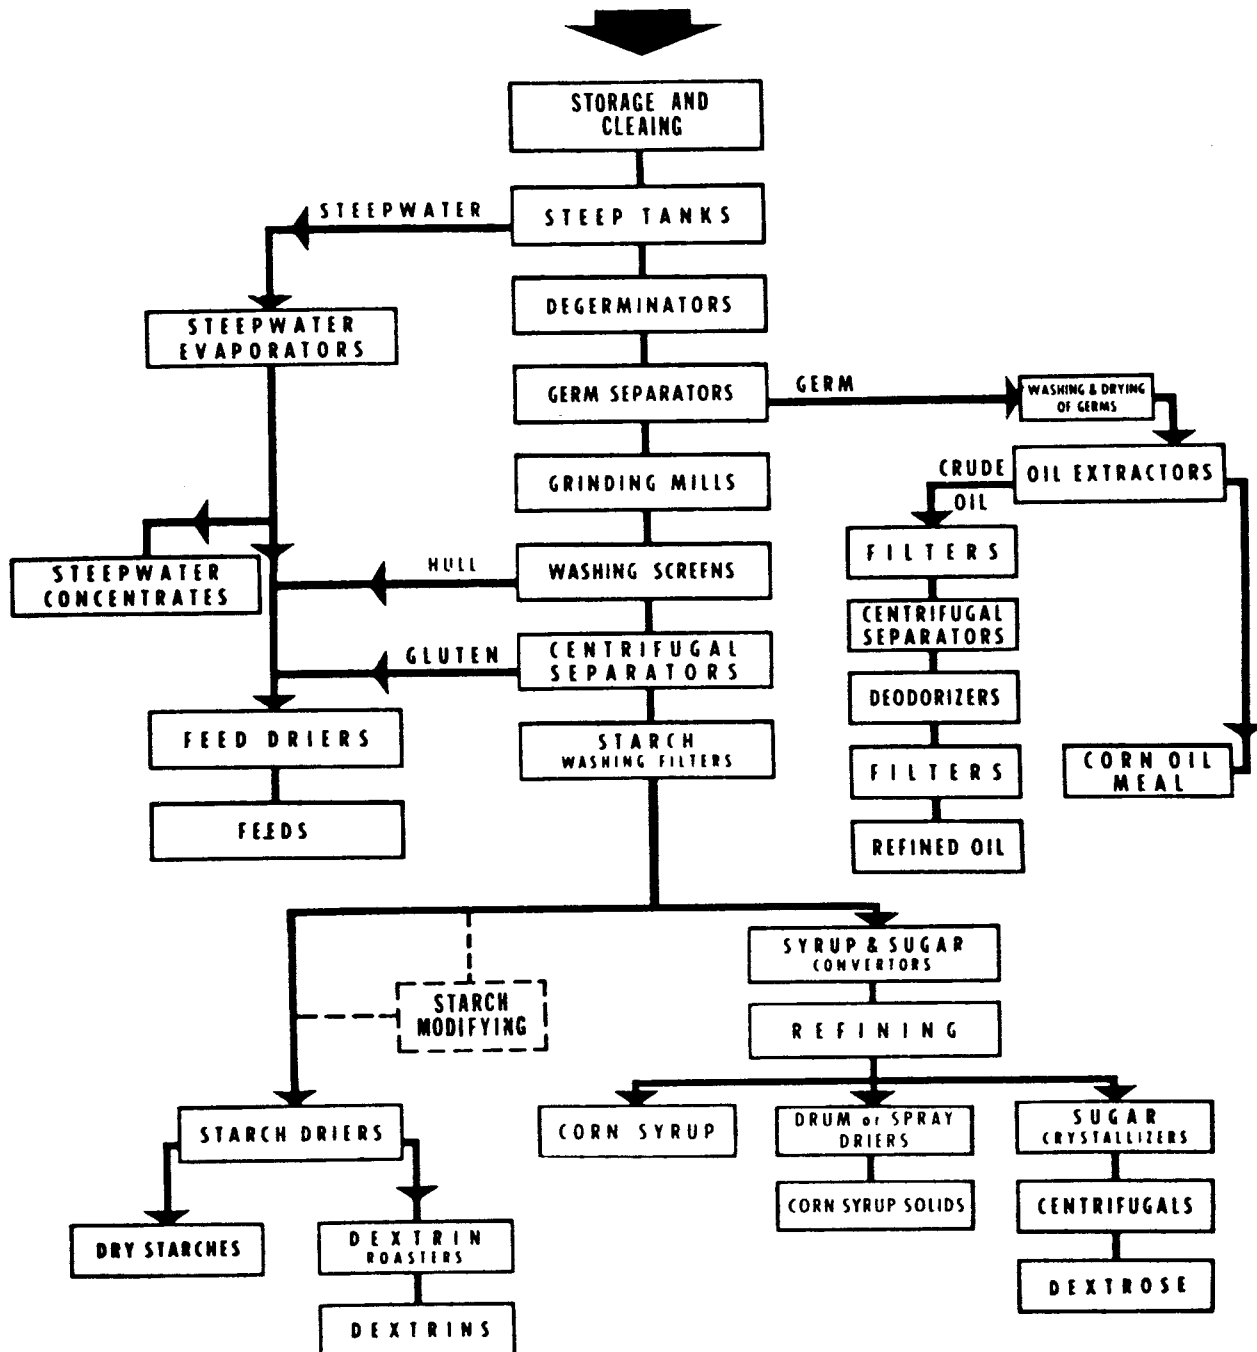 STORAGE AND
CLEAING
STEEPWATER
STEEP TANKS
DEGERMINATORS
STEEPWATER
EVAPORATORS
GERM SEPARATORS
GERM
WASHING & DRYING
OF GERMS
OIL EXTRACTORS
CRUDE
OIL
GRINDING MILLS
FILTERS
WASHING SCREENS
HULL
STEEPWATER
CONCENTRATES
CENTRIFUGAL
SEPARATORS
CENTRIFUGAL
SEPARATORS
GLUTEN
DEODORIZERS
FEED DRIERS
STARCH
WASHING FILTERS
FILTERS
CORN OIL
MEAL
FEEDS
REFINED OIL
SYRUP & SUGAR
CONVERTORS
STARCH
MODIFYING
REFINING
STARCH DRIERS
CORN SYRUP
DRUM or SPRAY
DRIERS
SUGAR
CRYSTALLIZERS
CORN SYRUP SOLIDS
CENTRIFUGALS
DRY STARCHES
DEXTRIN
ROASTERS
DEXTROSE
DEXTRINS